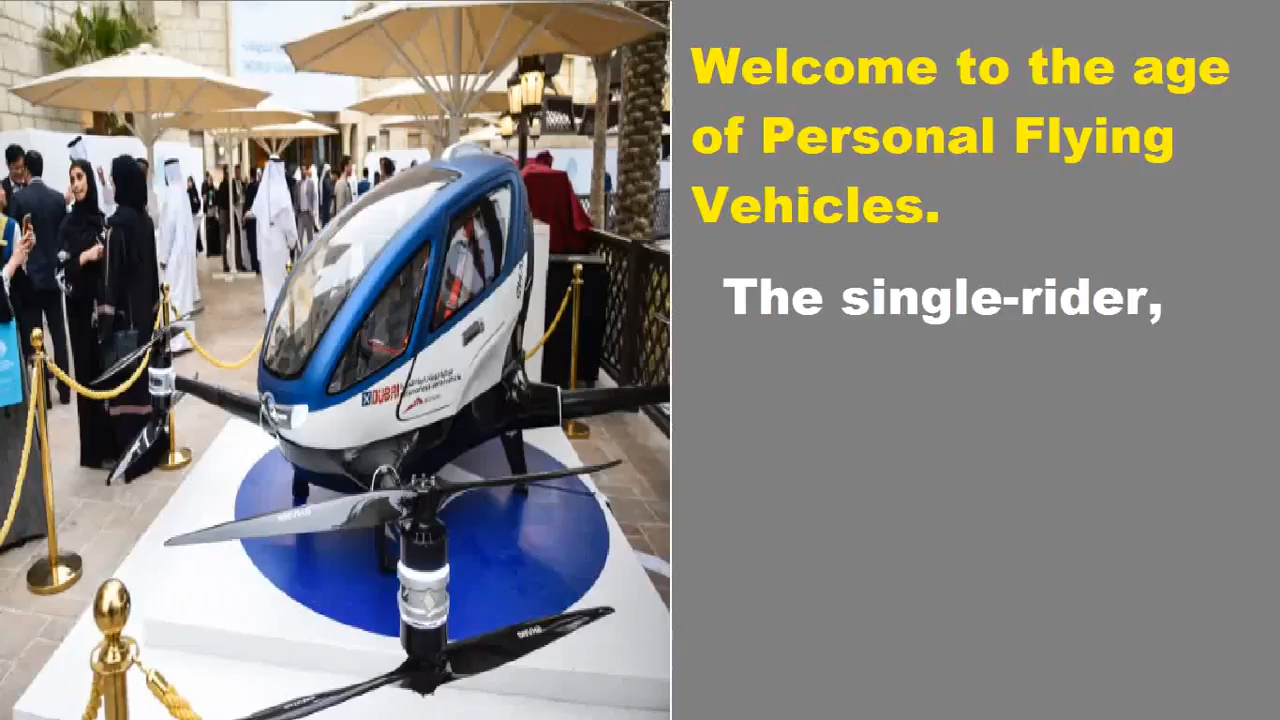 Welcome to the age
of Personal Flying
Vehicles.
The single-rider,
DUBAI